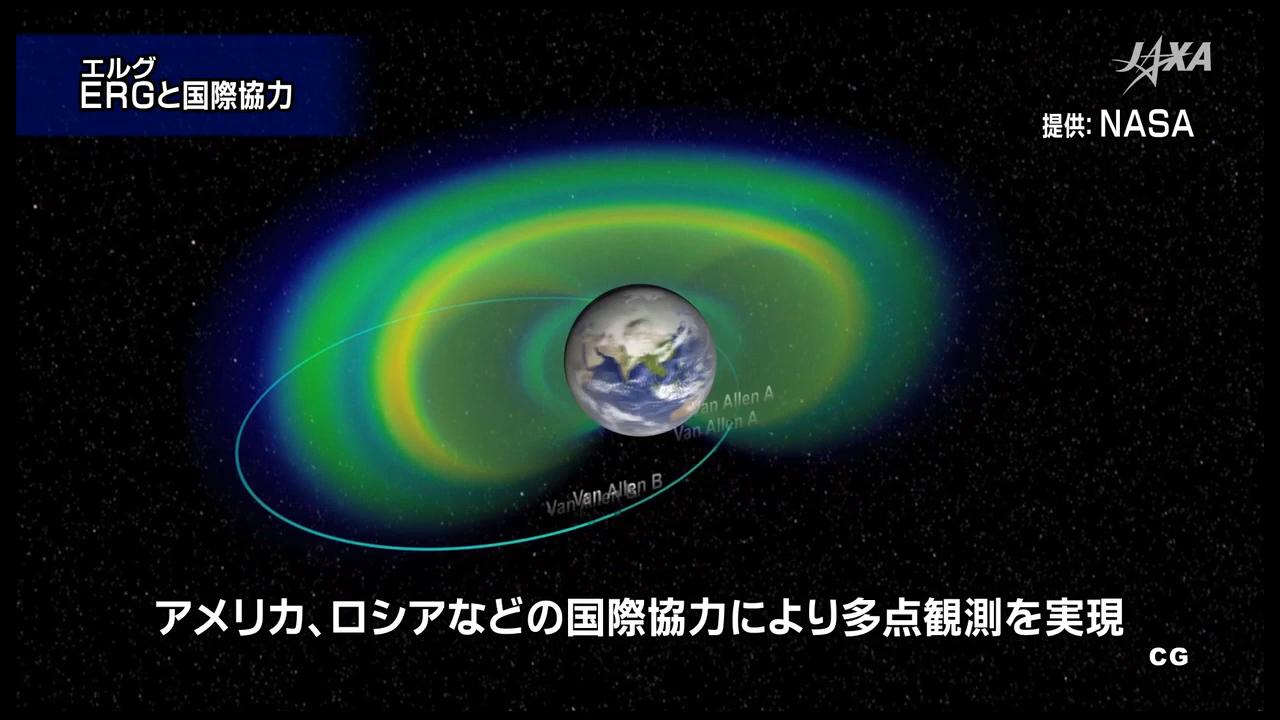 エルグ
ERGと国際協力
JAXA
提供: NASA
Van Allen A
Van Allen A
Van Allen B
アメリカ、ロシアなどの国際協力により多点観測を実現
CG